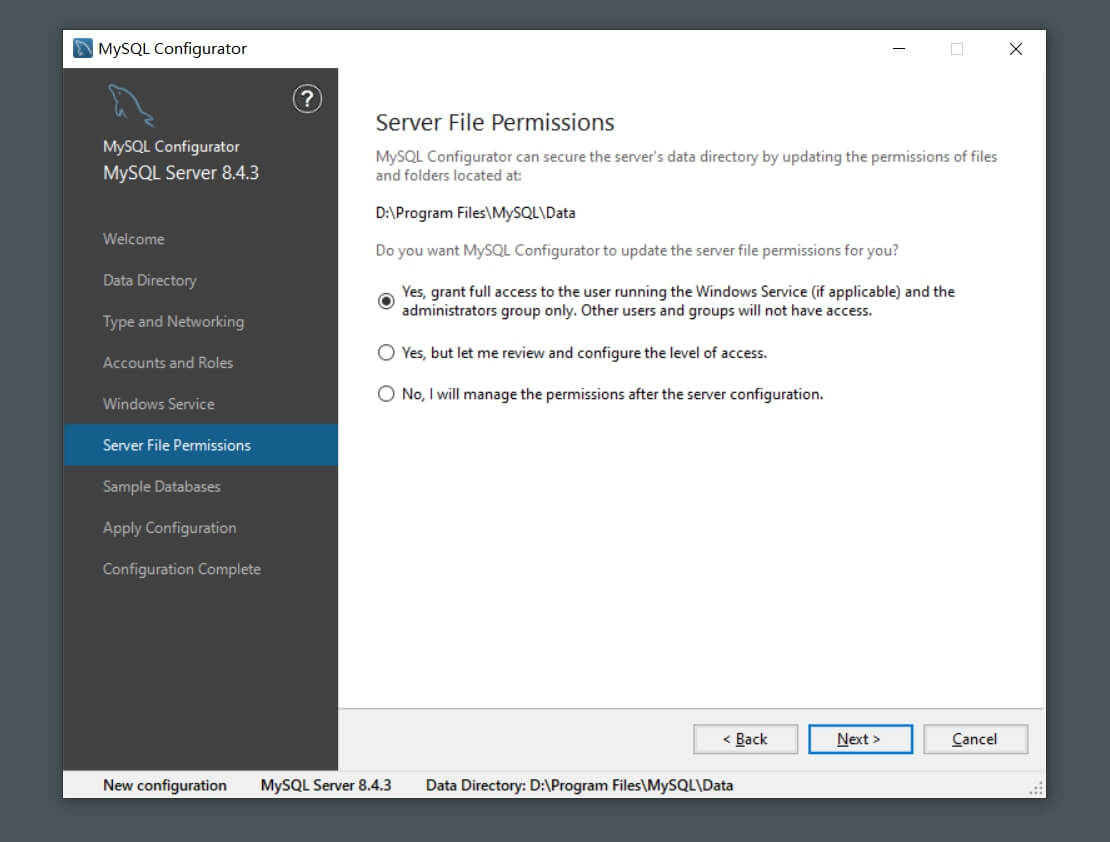 MySQL Configurator
?
MySQL Configurator
MySQL Server 8.4.3
Welcome
Data Directory
Type and Networking
Accounts and Roles
Windows Service
Server File Permissions
Sample Databases
Apply Configuration
Configuration Complete
Server File Permissions
MySQL Configurator can secure the server's data directory by updating the permissions of files
and folders located at:
D:\Program Files\MySQL\Data
Do you want MySQL Configurator to update the server file permissions for you?
Yes, grant full access to the user running the Windows Service (if applicable) and the
administrators group only. Other users and groups will not have access.
Yes, but let me review and configure the level of access.
No, I will manage the permissions after the server configuration.
< Back
Next >
Cancel
New configuration MySQL Server 8.4.3 Data Directory: D:\Program Files\MySQL\Data